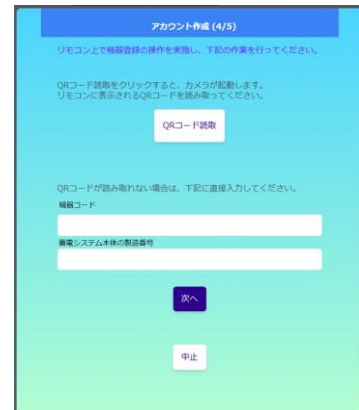 アカウント作成 (4/5)
リモコン上で機器登録の操作を実施し、下記の作業を行ってください。
QRコード読取をクリックすると、カメラが起動します。
リモコンに表示されるQRコードを読み取ってください。
QRコード読取
QRコードが読み取れない場合は、下記に直接入力してください。
機器コード
蓄電システム本体の製造番号
次へ
中止